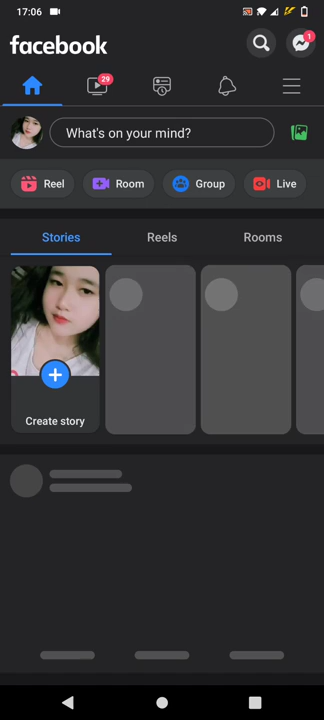 17:06
facebook
1
29
What's on your mind?
Reel
Room
Group
Live
Stories
Reels
Rooms
Create story